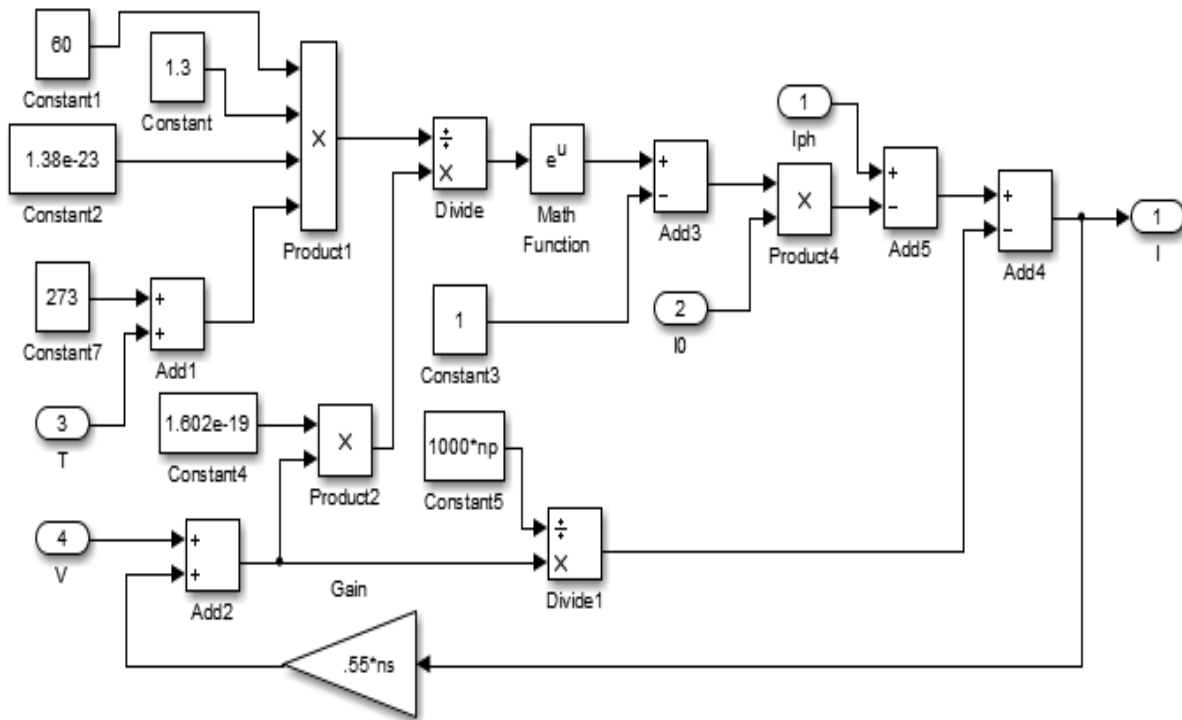 60
Constant1
1.3
Constant
1.38e-23
Constant2
×
Product1
273
Constant7
+
+
Add1
3
T
÷
×
Divide
e^u
Math
Function
+
−
Add3
1
Iph
×
Product4
+
−
Add5
+
−
Add4
1
I
2
I0
1
Constant3
1.602e-19
Constant4
×
Product2
1000*np
Constant5
4
V
+
+
Add2
Gain
÷
×
Divide1
.55*ns